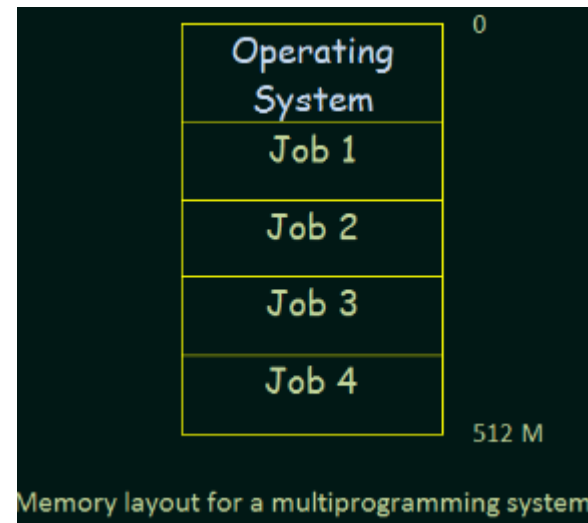 0
Operating
System
Job 1
Job 2
Job 3
Job 4
512 M
Memory layout for a multiprogramming system